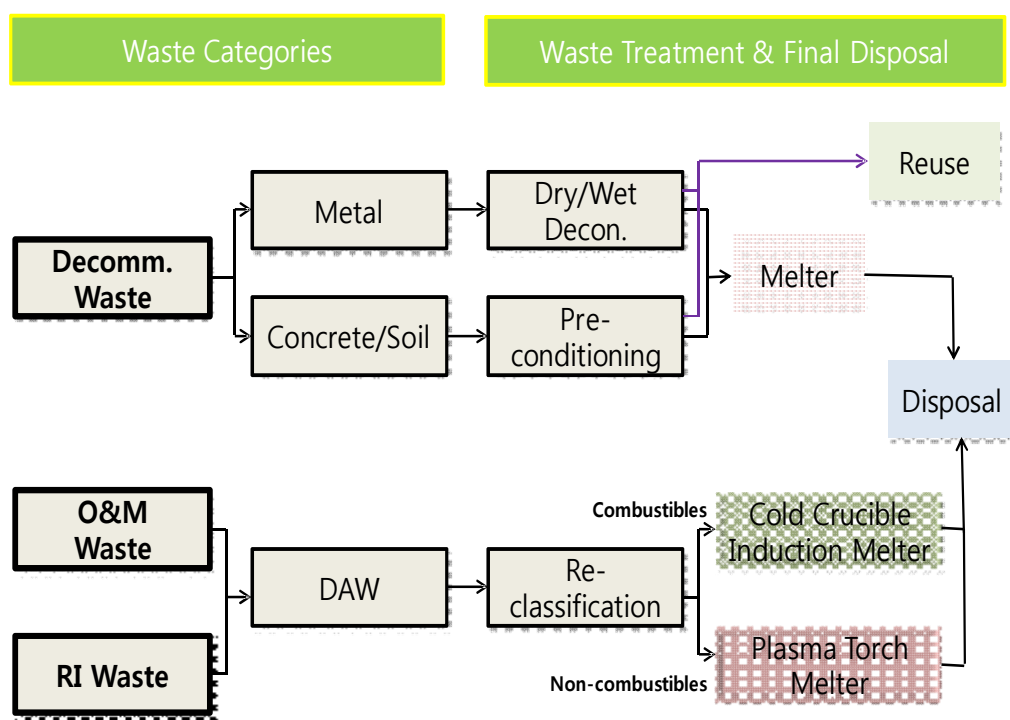 Waste Categories
Waste Treatment & Final Disposal
Reuse
Metal
Dry/Wet
Decon.
Decomm.
Waste
Melter
Concrete/Soil
Pre-
conditioning
Disposal
O&M
Waste
Combustibles
Cold Crucible
Induction Melter
DAW
Re-
classification
RI Waste
Non-combustibles
Plasma Torch
Melter